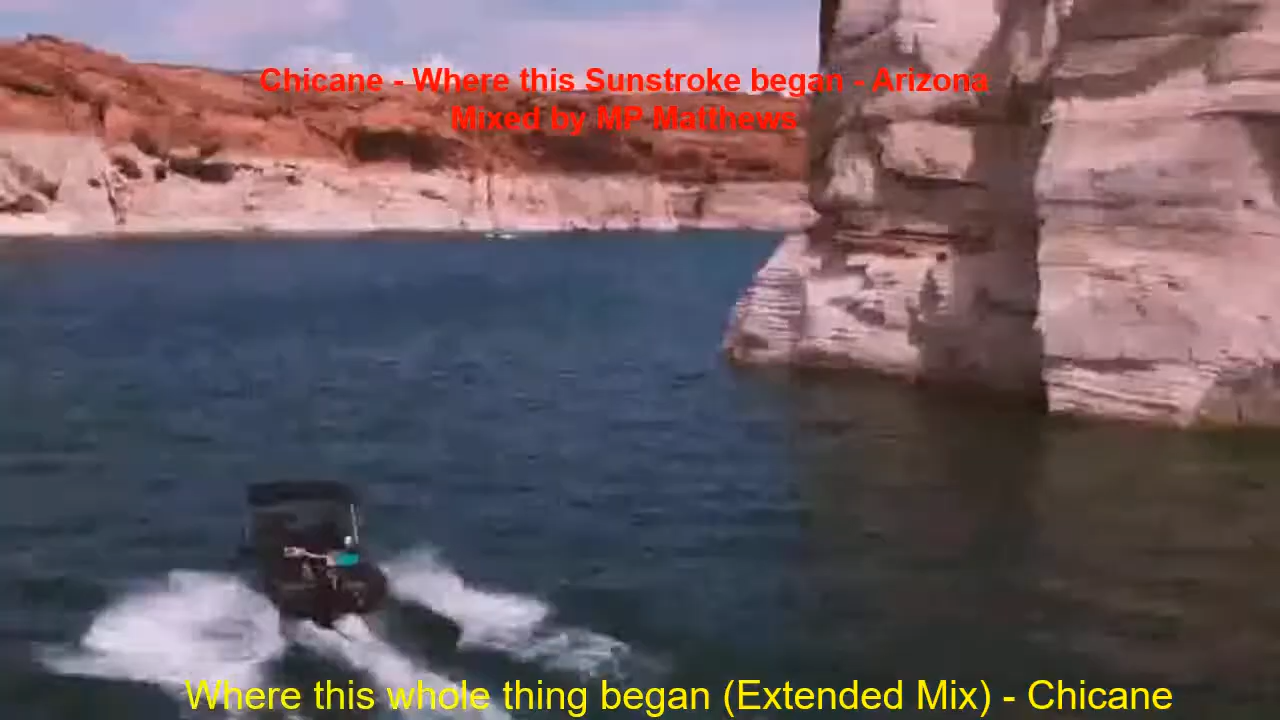 Chicane - Where this Sunstroke began - Arizona
Mixed by MP Matthews
Where this whole thing began (Extended Mix) - Chicane